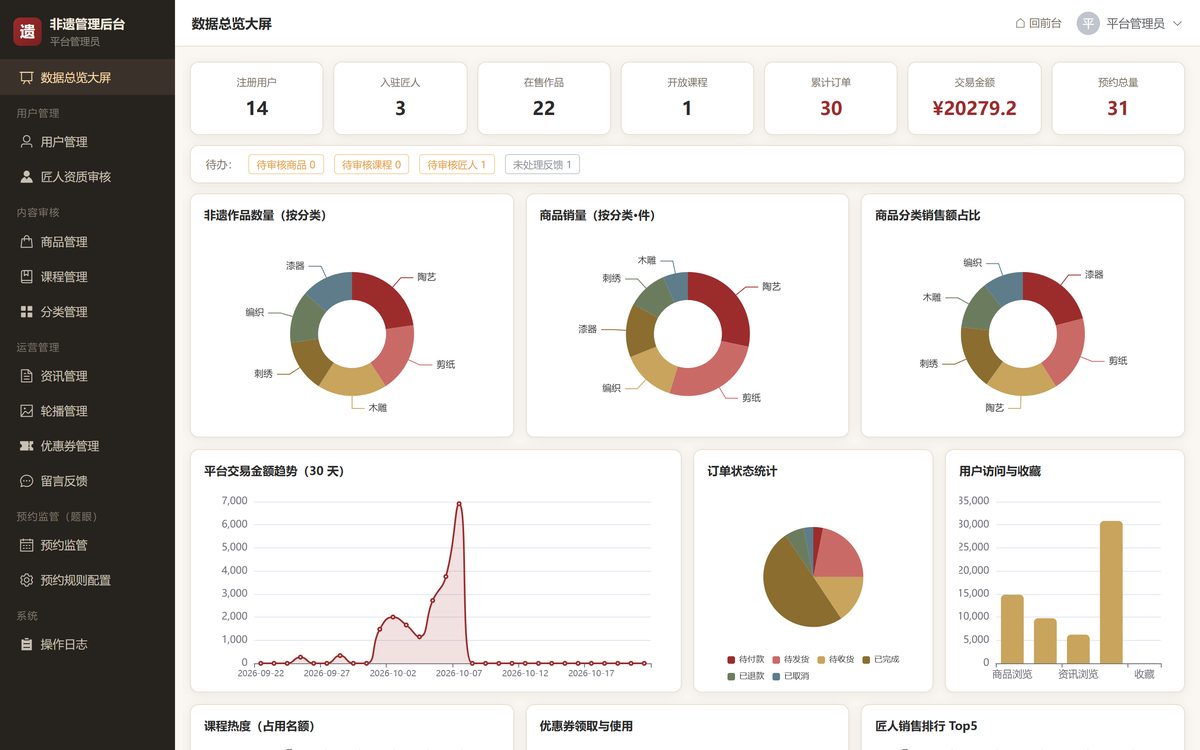 遗
非遗管理后台
平台管理员
数据总览大屏
用户管理
用户管理
匠人资质审核
内容审核
商品管理
课程管理
分类管理
运营管理
资讯管理
轮播管理
优惠券管理
留言反馈
预约监管（题眼）
预约监管
预约规则配置
系统
操作日志
数据总览大屏
回前台
平
平台管理员
注册用户
14
入驻匠人
3
在售作品
22
开放课程
1
累计订单
30
交易金额
¥20279.2
预约总量
31
待办：
待审核商品 0
待审核课程 0
待审核匠人 1
未处理反馈 1
非遗作品数量（按分类）
漆器
陶艺
编织
刺绣
剪纸
木雕
商品销量（按分类·件）
木雕
刺绣
陶艺
漆器
编织
剪纸
商品分类销售额占比
编织
漆器
木雕
刺绣
剪纸
陶艺
平台交易金额趋势（30 天）
7,000
6,000
5,000
4,000
3,000
2,000
1,000
0
2026-09-22
2026-09-27
2026-10-02
2026-10-07
2026-10-12
2026-10-17
订单状态统计
待付款
待发货
待收货
已完成
已退款
已取消
用户访问与收藏
35,000
30,000
25,000
20,000
15,000
10,000
5,000
0
商品浏览
资讯浏览
收藏
课程热度（占用名额）
优惠券领取与使用
匠人销售排行 Top5